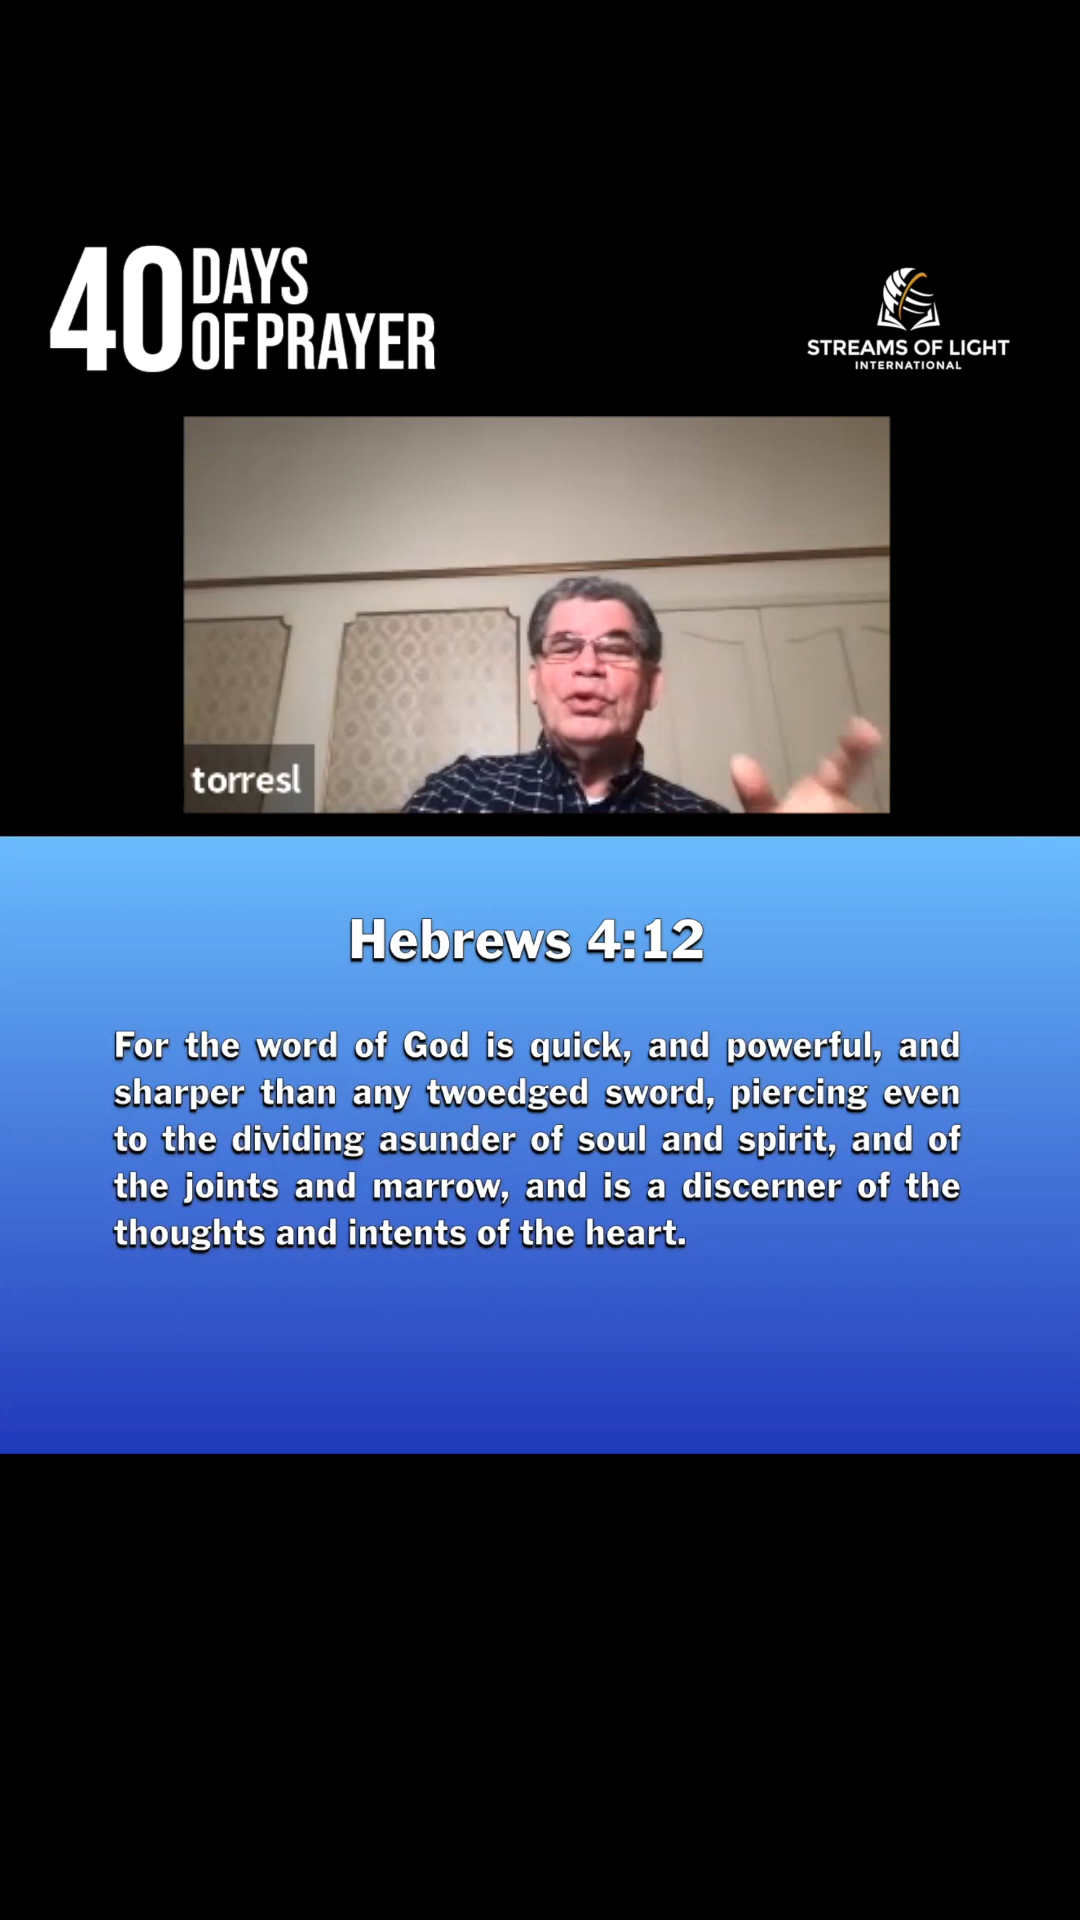 40 DAYS
OF PRAYER
STREAMS OF LIGHT
INTERNATIONAL
torresl
Hebrews 4:12
For the word of God is quick, and powerful, and
sharper than any twoedged sword, piercing even
to the dividing asunder of soul and spirit, and of
the joints and marrow, and is a discerner of the
thoughts and intents of the heart.